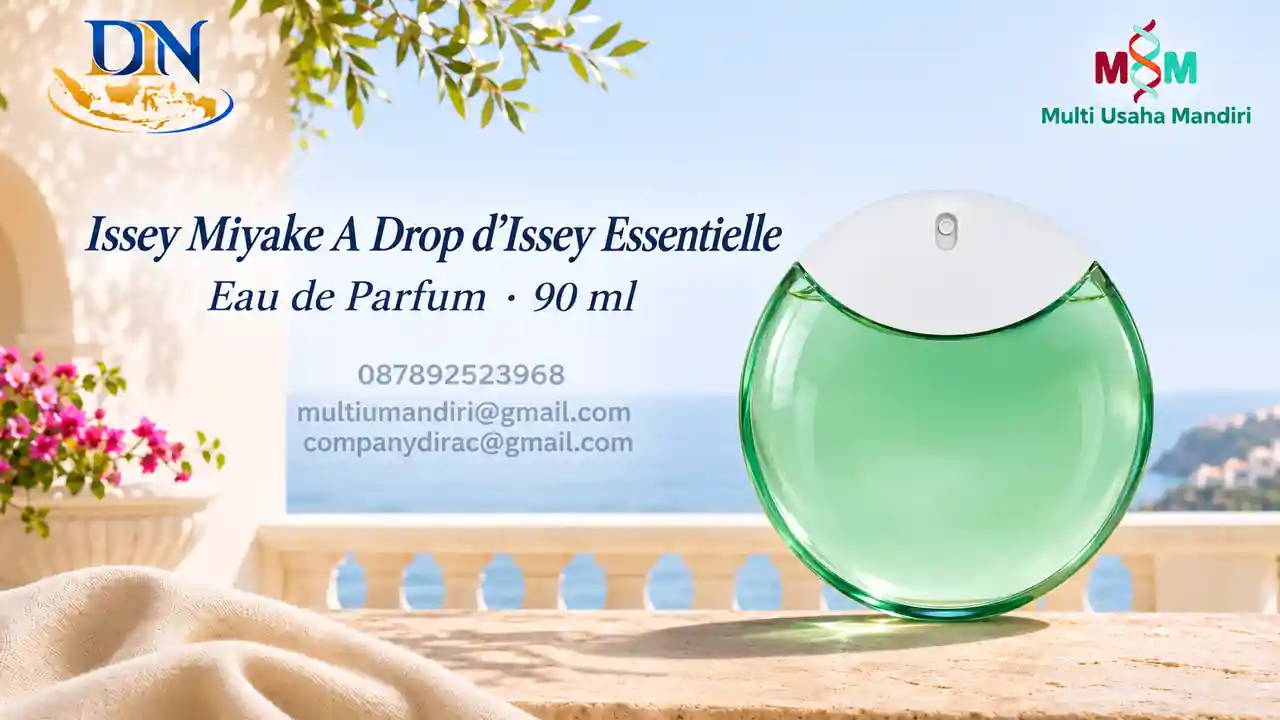 DN
MSM
Multi Usaha Mandiri
Issey Miyake A Drop d'Issey Essentielle
Eau de Parfum · 90 ml
087892523968
multiumandiri@gmail.com
companydirac@gmail.com